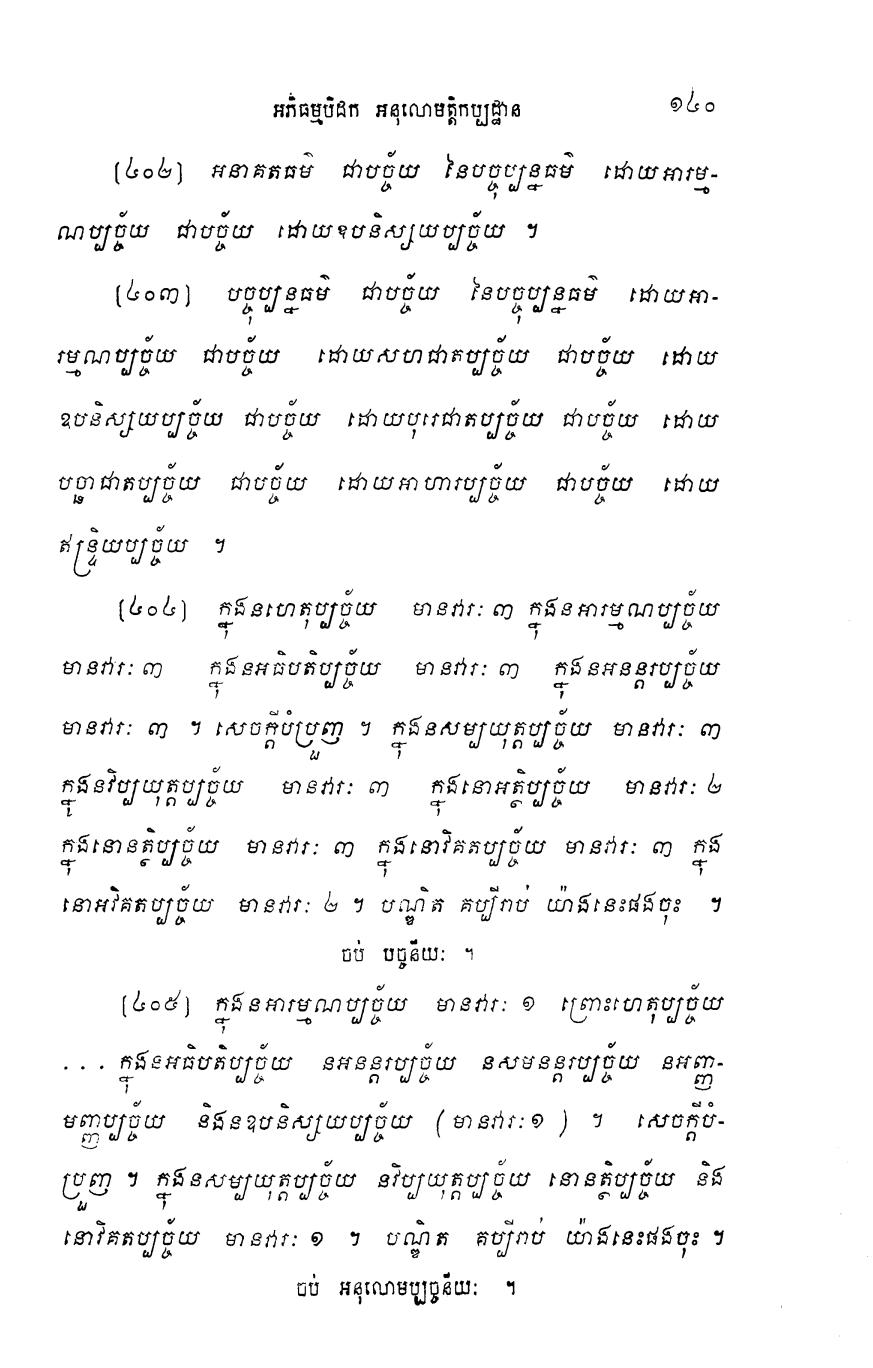 អភិធម្មបិដក អនុលោមត្តិកប្បដ្ឋាន ១៤០
[៤០២] អនាគតធម៌ ជាបច្ច័យ នៃបច្ចុប្បន្នធម៌ ដោយអារម្ម-
ណប្បច្ច័យ ជាបច្ច័យ ដោយឧបនិស្សយប្បច្ច័យ ។
[៤០៣] បច្ចុប្បន្នធម៌ ជាបច្ច័យ នៃបច្ចុប្បន្នធម៌ ដោយអា-
រម្មណប្បច្ច័យ ជាបច្ច័យ ដោយសហជាតប្បច្ច័យ ជាបច្ច័យ ដោយ
ឧបនិស្សយប្បច្ច័យ ជាបច្ច័យ ដោយបុរេជាតប្បច្ច័យ ជាបច្ច័យ ដោយ
បច្ឆាជាតប្បច្ច័យ ជាបច្ច័យ ដោយអាហារប្បច្ច័យ ជាបច្ច័យ ដោយ
ឥន្ទ្រិយប្បច្ច័យ ។
[៤០៤] ក្នុងនហេតុប្បច្ច័យ មានវារៈ ៣ ក្នុងនអារម្មណប្បច្ច័យ
មានវារៈ ៣ ក្នុងនអធិបតិប្បច្ច័យ មានវារៈ ៣ ក្នុងនអនន្តរប្បច្ច័យ
មានវារៈ ៣ ។ សេចក្តីបំប្រួញ ។ ក្នុងនសម្បយុត្តប្បច្ច័យ មានវារៈ ៣
ក្នុងនវិប្បយុត្តប្បច្ច័យ មានវារៈ ៣ ក្នុងនោអត្ថិប្បច្ច័យ មានវារៈ ២
ក្នុងនោនត្ថិប្បច្ច័យ មានវារៈ ៣ ក្នុងនោវិគតប្បច្ច័យ មានវារៈ ៣ ក្នុង
នោអវិគតប្បច្ច័យ មានវារៈ ២ ។ បណ្ឌិត គប្បីរាប់ យ៉ាងនេះផងចុះ ។
ចប់ បច្ចនីយៈ ។
[៤០៥] ក្នុងនអារម្មណប្បច្ច័យ មានវារៈ ១ ព្រោះហេតុប្បច្ច័យ
... ក្នុងនអធិបតិប្បច្ច័យ នអនន្តរប្បច្ច័យ នសមនន្តរប្បច្ច័យ នអញ្ញ-
មញ្ញប្បច្ច័យ និងនឧបនិស្សយប្បច្ច័យ (មានវារៈ១) ។ សេចក្តីបំ-
ប្រួញ ។ ក្នុងនសម្បយុត្តប្បច្ច័យ នវិប្បយុត្តប្បច្ច័យ នោនត្ថិប្បច្ច័យ និង
នោវិគតប្បច្ច័យ មានវារៈ ១ ។ បណ្ឌិត គប្បីរាប់ យ៉ាងនេះផងចុះ ។
ចប់ អនុលោមប្បច្ចនីយៈ ។